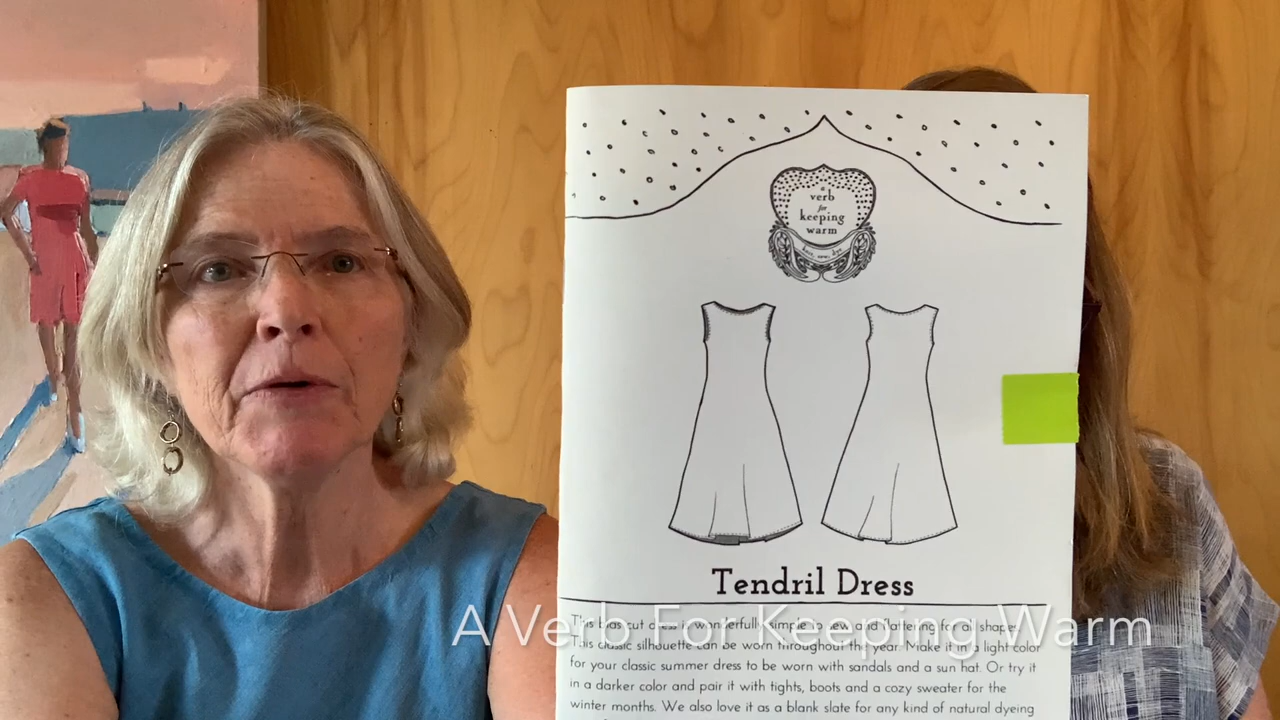 a
verb
for
keeping
warm
Tendril Dress
This bias cut dress is wonderfully simple to sew and flattering for all shapes.
This classic silhouette can be worn throughout the year. Make it in a light color
for your classic summer dress to be worn with sandals and a sun hat. Or try it
in a darker color and pair it with tights, boots and a cozy sweater for the
winter months. We also love it as a blank slate for any kind of natural dyeing
A Verb For Keeping Warm